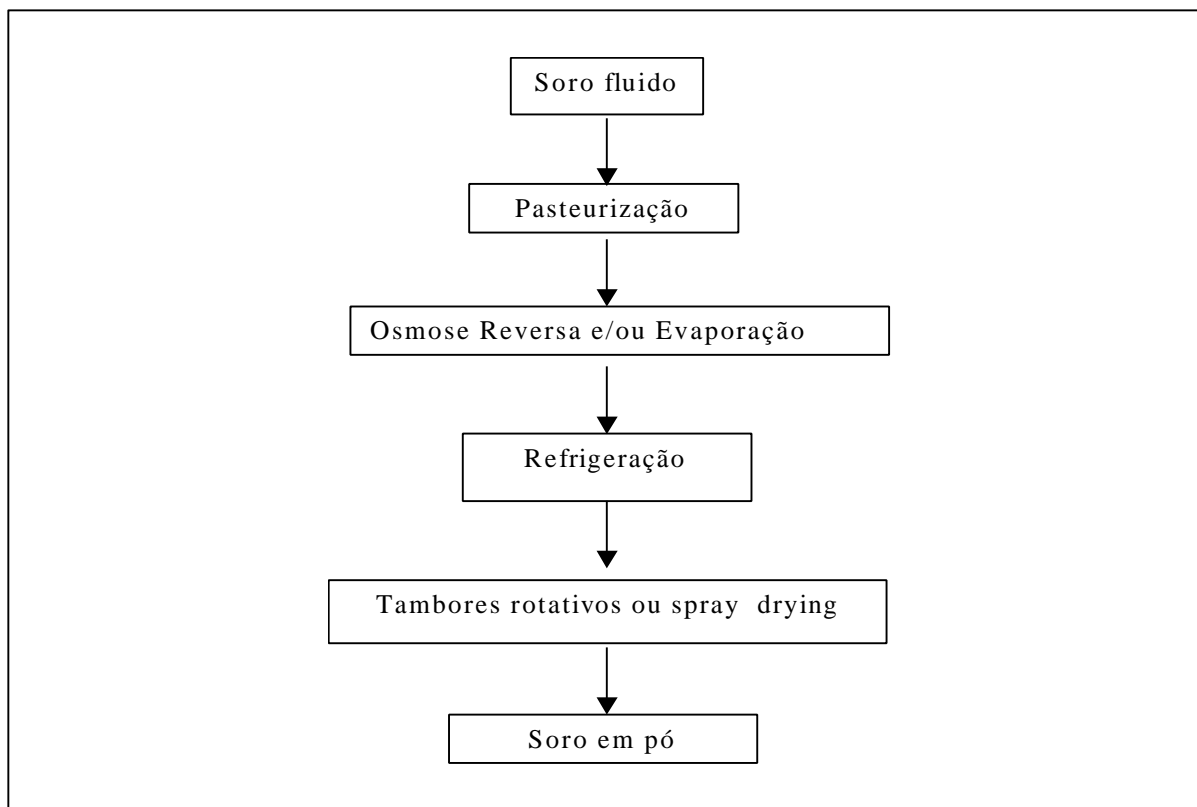 Soro fluido
Pasteurização
Osmose Reversa e/ou Evaporação
Refrigeração
Tambores rotativos ou spray drying
Soro em pó